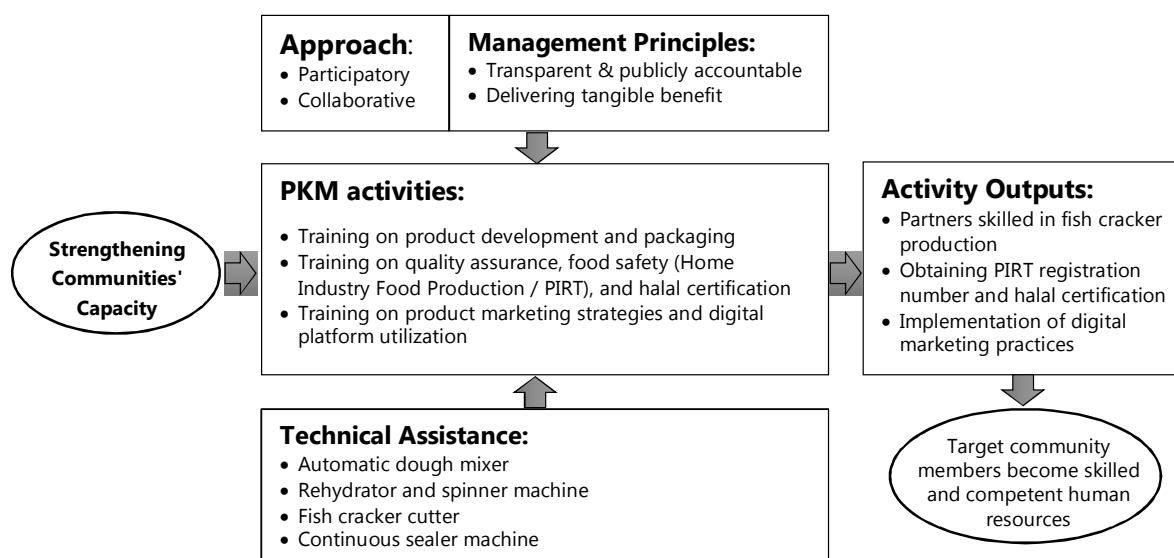 Approach:
• Participatory
• Collaborative
Management Principles:
• Transparent & publicly accountable
• Delivering tangible benefit
Strengthening
Communities'
Capacity
PKM activities:
• Training on product development and packaging
• Training on quality assurance, food safety (Home
Industry Food Production / PIRT), and halal certification
• Training on product marketing strategies and digital
platform utilization
Activity Outputs:
• Partners skilled in fish cracker
production
• Obtaining PIRT registration
number and halal certification
• Implementation of digital
marketing practices
Technical Assistance:
• Automatic dough mixer
• Rehydrator and spinner machine
• Fish cracker cutter
• Continuous sealer machine
Target community
members become skilled
and competent human
resources